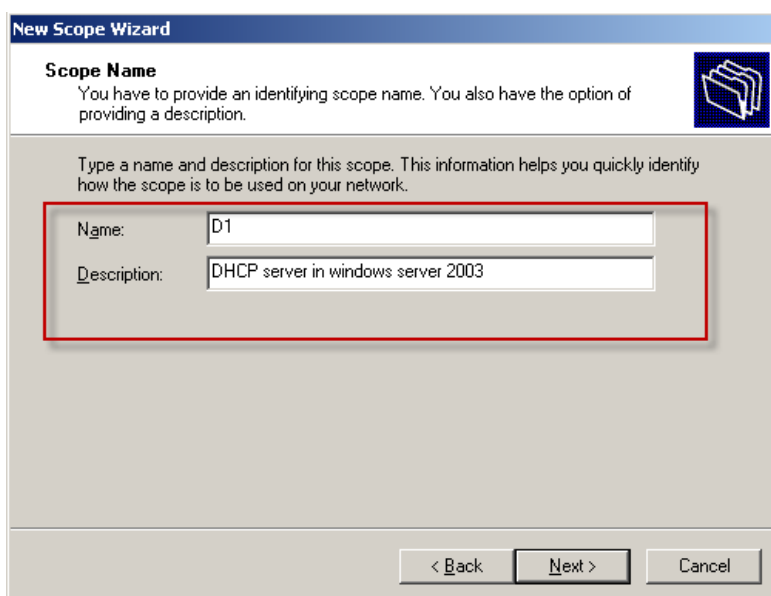 New Scope Wizard
Scope Name
You have to provide an identifying scope name. You also have the option of
providing a description.
Type a name and description for this scope. This information helps you quickly identify
how the scope is to be used on your network.
Name: D1
Description: DHCP server in windows server 2003
< Back Next > Cancel